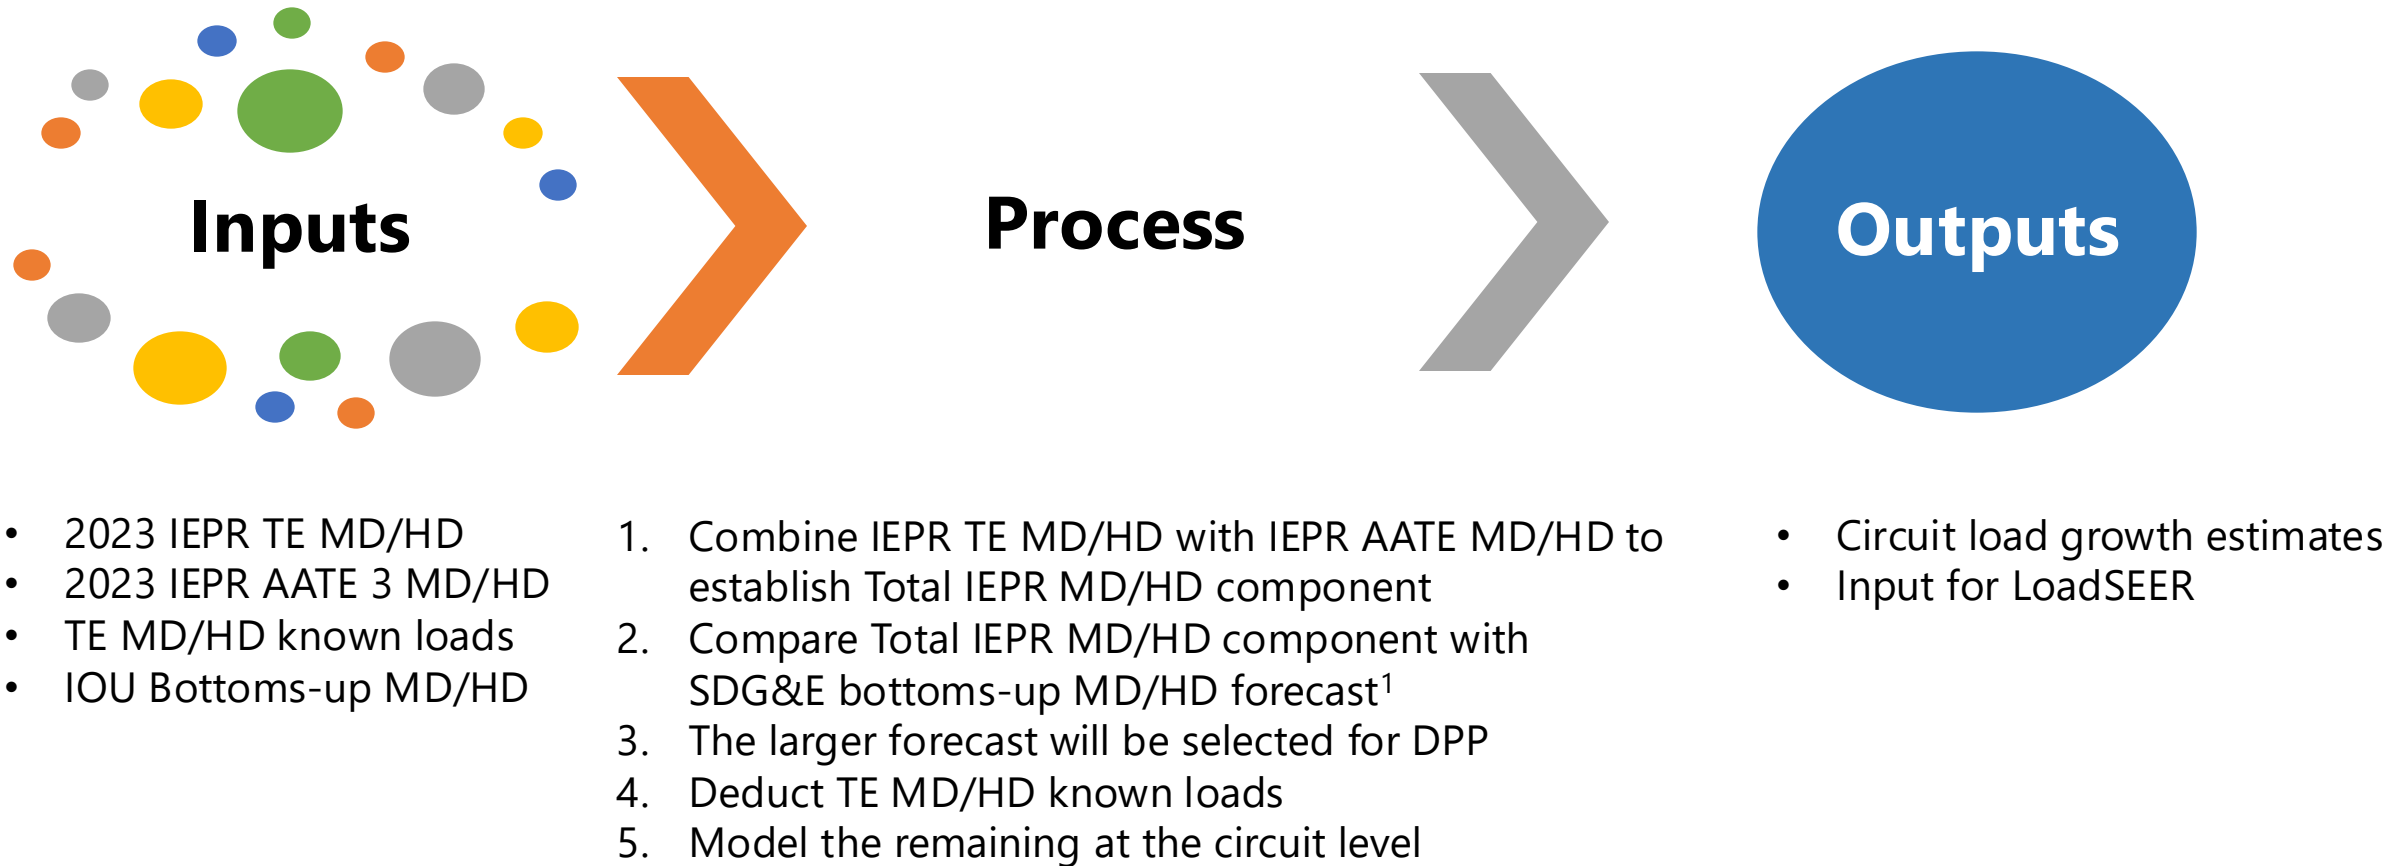 Inputs
Process
Outputs
• 2023 IEPR TE MD/HD
• 2023 IEPR AATE 3 MD/HD
• TE MD/HD known loads
• IOU Bottoms-up MD/HD
1. Combine IEPR TE MD/HD with IEPR AATE MD/HD to
establish Total IEPR MD/HD component
2. Compare Total IEPR MD/HD component with
SDG&E bottoms-up MD/HD forecast¹
3. The larger forecast will be selected for DPP
4. Deduct TE MD/HD known loads
5. Model the remaining at the circuit level
• Circuit load growth estimates
• Input for LoadSEER